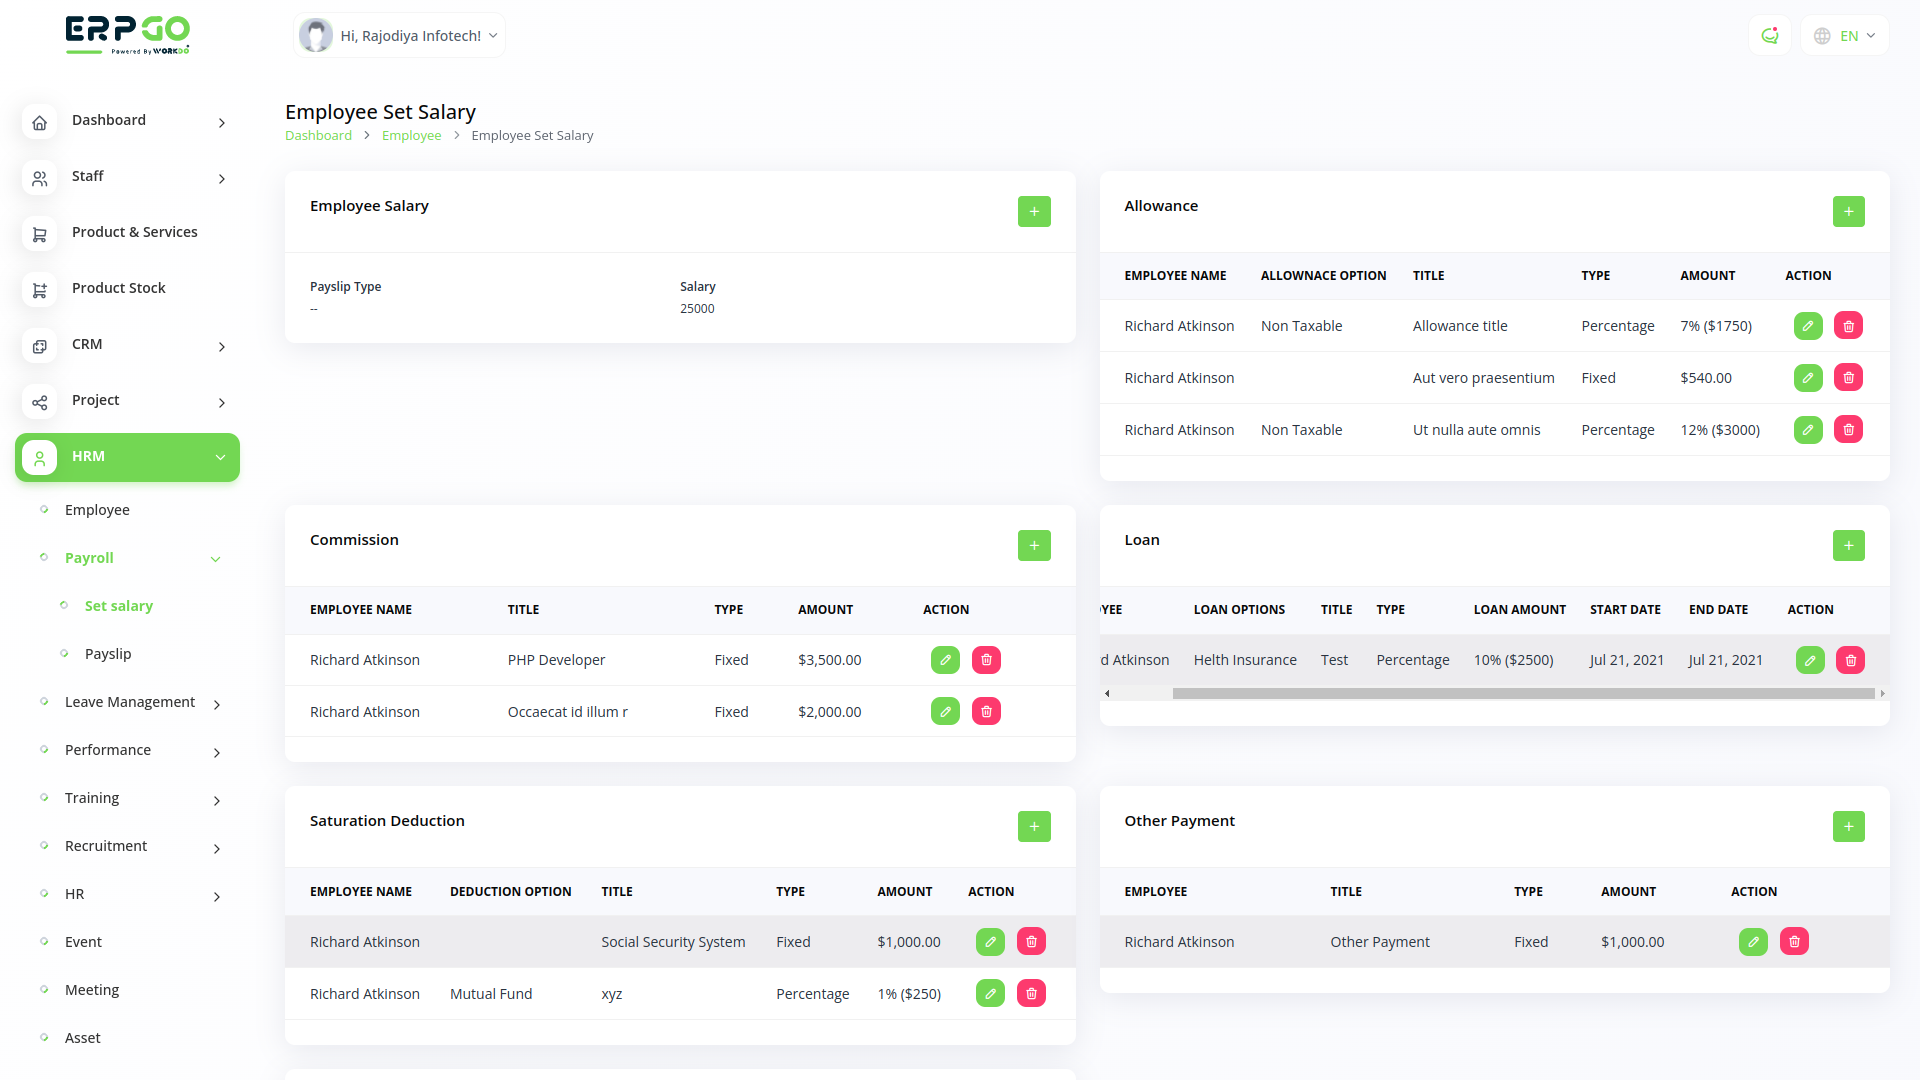 ERPGO
Powered By WORKDO
Hi, Rajodiya Infotech!
EN
Dashboard
Staff
Product & Services
Product Stock
CRM
Project
HRM
Employee
Payroll
Set salary
Payslip
Leave Management
Performance
Training
Recruitment
HR
Event
Meeting
Asset
Employee Set Salary
Dashboard > Employee > Employee Set Salary
Employee Salary
+
Payslip Type Salary
-- 25000
Allowance
+
EMPLOYEE NAME ALLOWNACE OPTION TITLE TYPE AMOUNT ACTION
Richard Atkinson Non Taxable Allowance title Percentage 7% ($1750)
Richard Atkinson Aut vero praesentium Fixed $540.00
Richard Atkinson Non Taxable Ut nulla aute omnis Percentage 12% ($3000)
Commission
+
EMPLOYEE NAME TITLE TYPE AMOUNT ACTION
Richard Atkinson PHP Developer Fixed $3,500.00
Richard Atkinson Occaecat id illum r Fixed $2,000.00
Loan
+
YEE LOAN OPTIONS TITLE TYPE LOAN AMOUNT START DATE END DATE ACTION
d Atkinson Helth Insurance Test Percentage 10% ($2500) Jul 21, 2021 Jul 21, 2021
Saturation Deduction
+
EMPLOYEE NAME DEDUCTION OPTION TITLE TYPE AMOUNT ACTION
Richard Atkinson Social Security System Fixed $1,000.00
Richard Atkinson Mutual Fund xyz Percentage 1% ($250)
Other Payment
+
EMPLOYEE TITLE TYPE AMOUNT ACTION
Richard Atkinson Other Payment Fixed $1,000.00